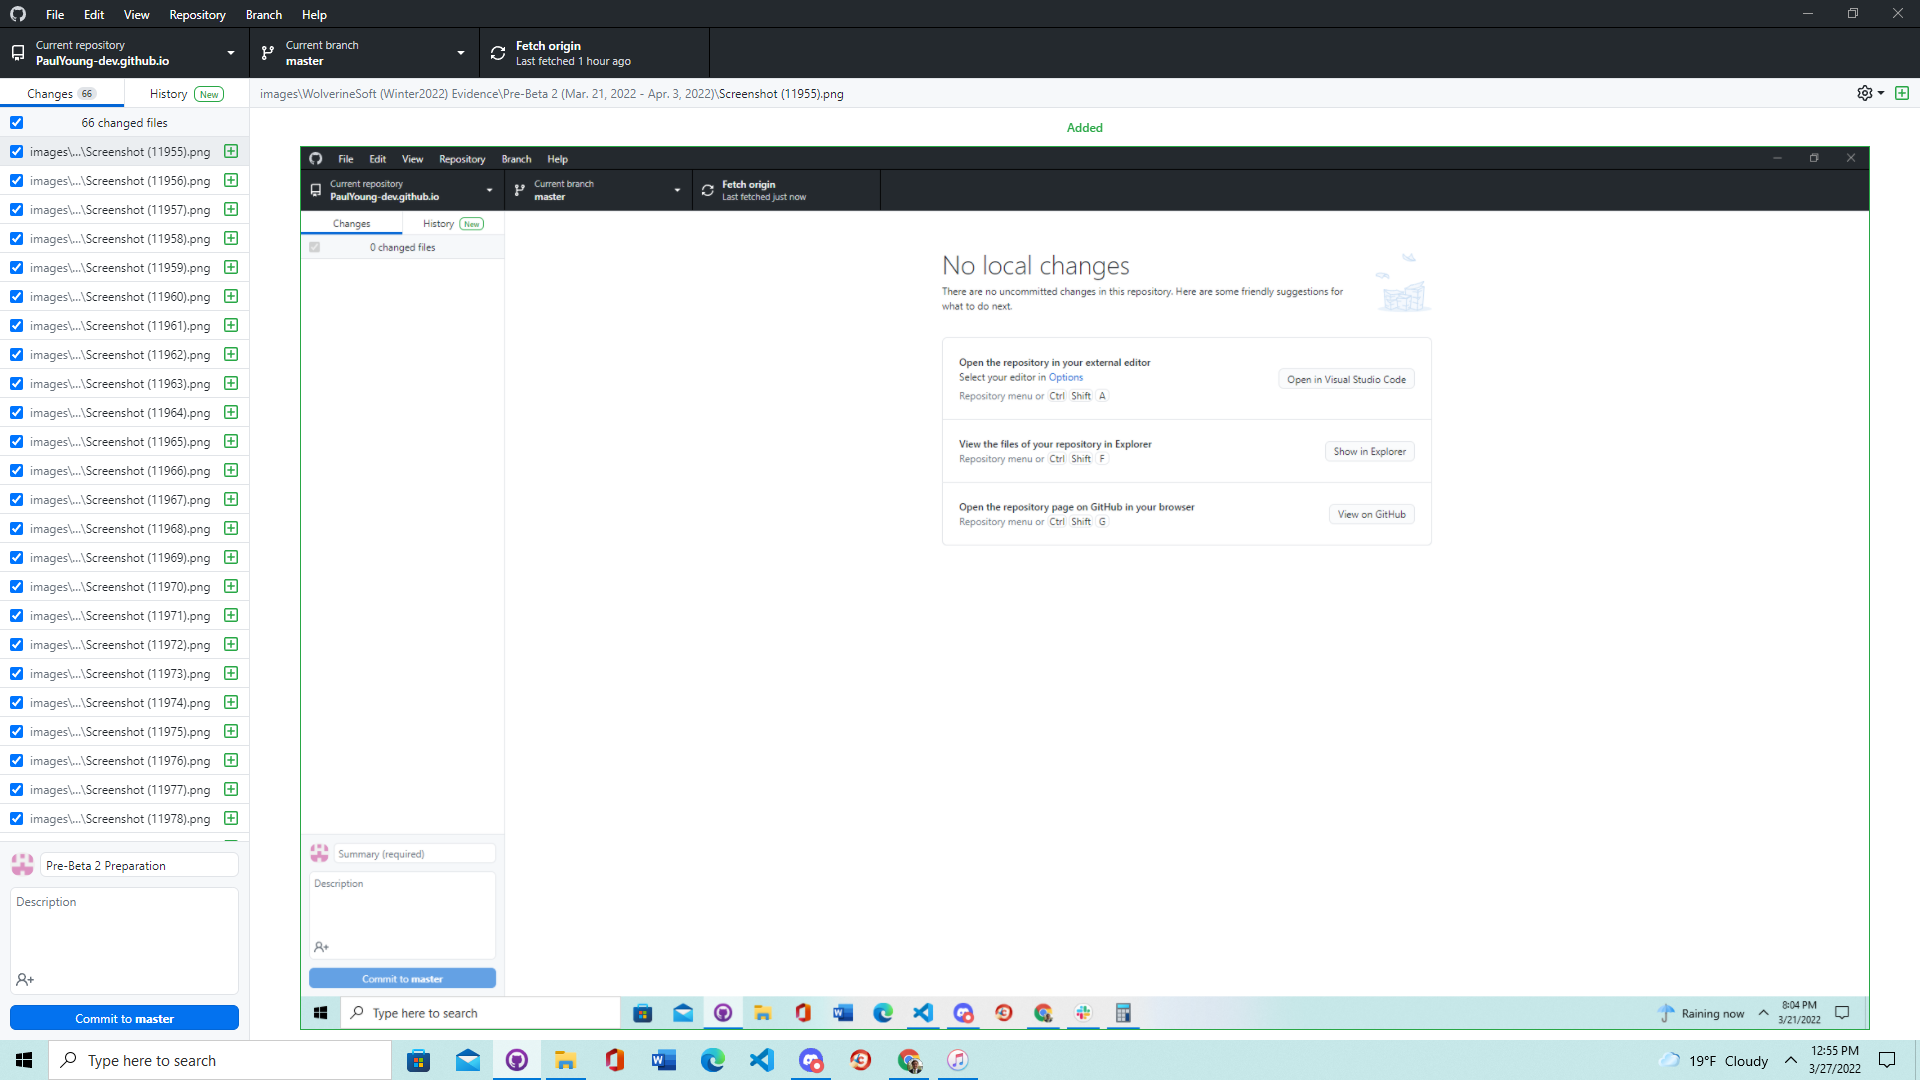 File Edit View Repository Branch Help
Current repository
PaulYoung-dev.github.io
Current branch
master
Fetch origin
Last fetched 1 hour ago
Changes 66
History New
images\WolverineSoft (Winter2022) Evidence\Pre-Beta 2 (Mar. 21, 2022 - Apr. 3, 2022)\Screenshot (11955).png
66 changed files
Added
images\...\Screenshot (11955).png
images\...\Screenshot (11956).png
images\...\Screenshot (11957).png
images\...\Screenshot (11958).png
images\...\Screenshot (11959).png
images\...\Screenshot (11960).png
images\...\Screenshot (11961).png
images\...\Screenshot (11962).png
images\...\Screenshot (11963).png
images\...\Screenshot (11964).png
images\...\Screenshot (11965).png
images\...\Screenshot (11966).png
images\...\Screenshot (11967).png
images\...\Screenshot (11968).png
images\...\Screenshot (11969).png
images\...\Screenshot (11970).png
images\...\Screenshot (11971).png
images\...\Screenshot (11972).png
images\...\Screenshot (11973).png
images\...\Screenshot (11974).png
images\...\Screenshot (11975).png
images\...\Screenshot (11976).png
images\...\Screenshot (11977).png
images\...\Screenshot (11978).png
Pre-Beta 2 Preparation
Description
Commit to master
File Edit View Repository Branch Help
Current repository
PaulYoung-dev.github.io
Current branch
master
Fetch origin
Last fetched just now
Changes
History New
0 changed files
No local changes
There are no uncommitted changes in this repository. Here are some friendly suggestions for
what to do next.
Open the repository in your external editor
Select your editor in Options
Repository menu or Ctrl Shift A
Open in Visual Studio Code
View the files of your repository in Explorer
Repository menu or Ctrl Shift F
Show in Explorer
Open the repository page on GitHub in your browser
Repository menu or Ctrl Shift G
View on GitHub
Summary (required)
Description
Commit to master
Type here to search
Raining now
8:04 PM
3/21/2022
Type here to search
19°F Cloudy
12:55 PM
3/27/2022